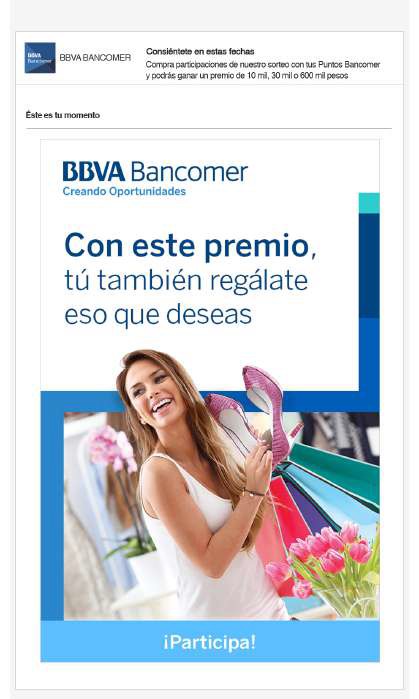 BBVA
Bancomer
BBVA BANCOMER
Consiéntete en estas fechas
Compra participaciones de nuestro sorteo con tus Puntos Bancomer
y podrás ganar un premio de 10 mil, 30 mil o 600 mil pesos
Éste es tu momento
BBVA Bancomer
Creando Oportunidades
Con este premio,
tú también regálate
eso que deseas
¡Participa!